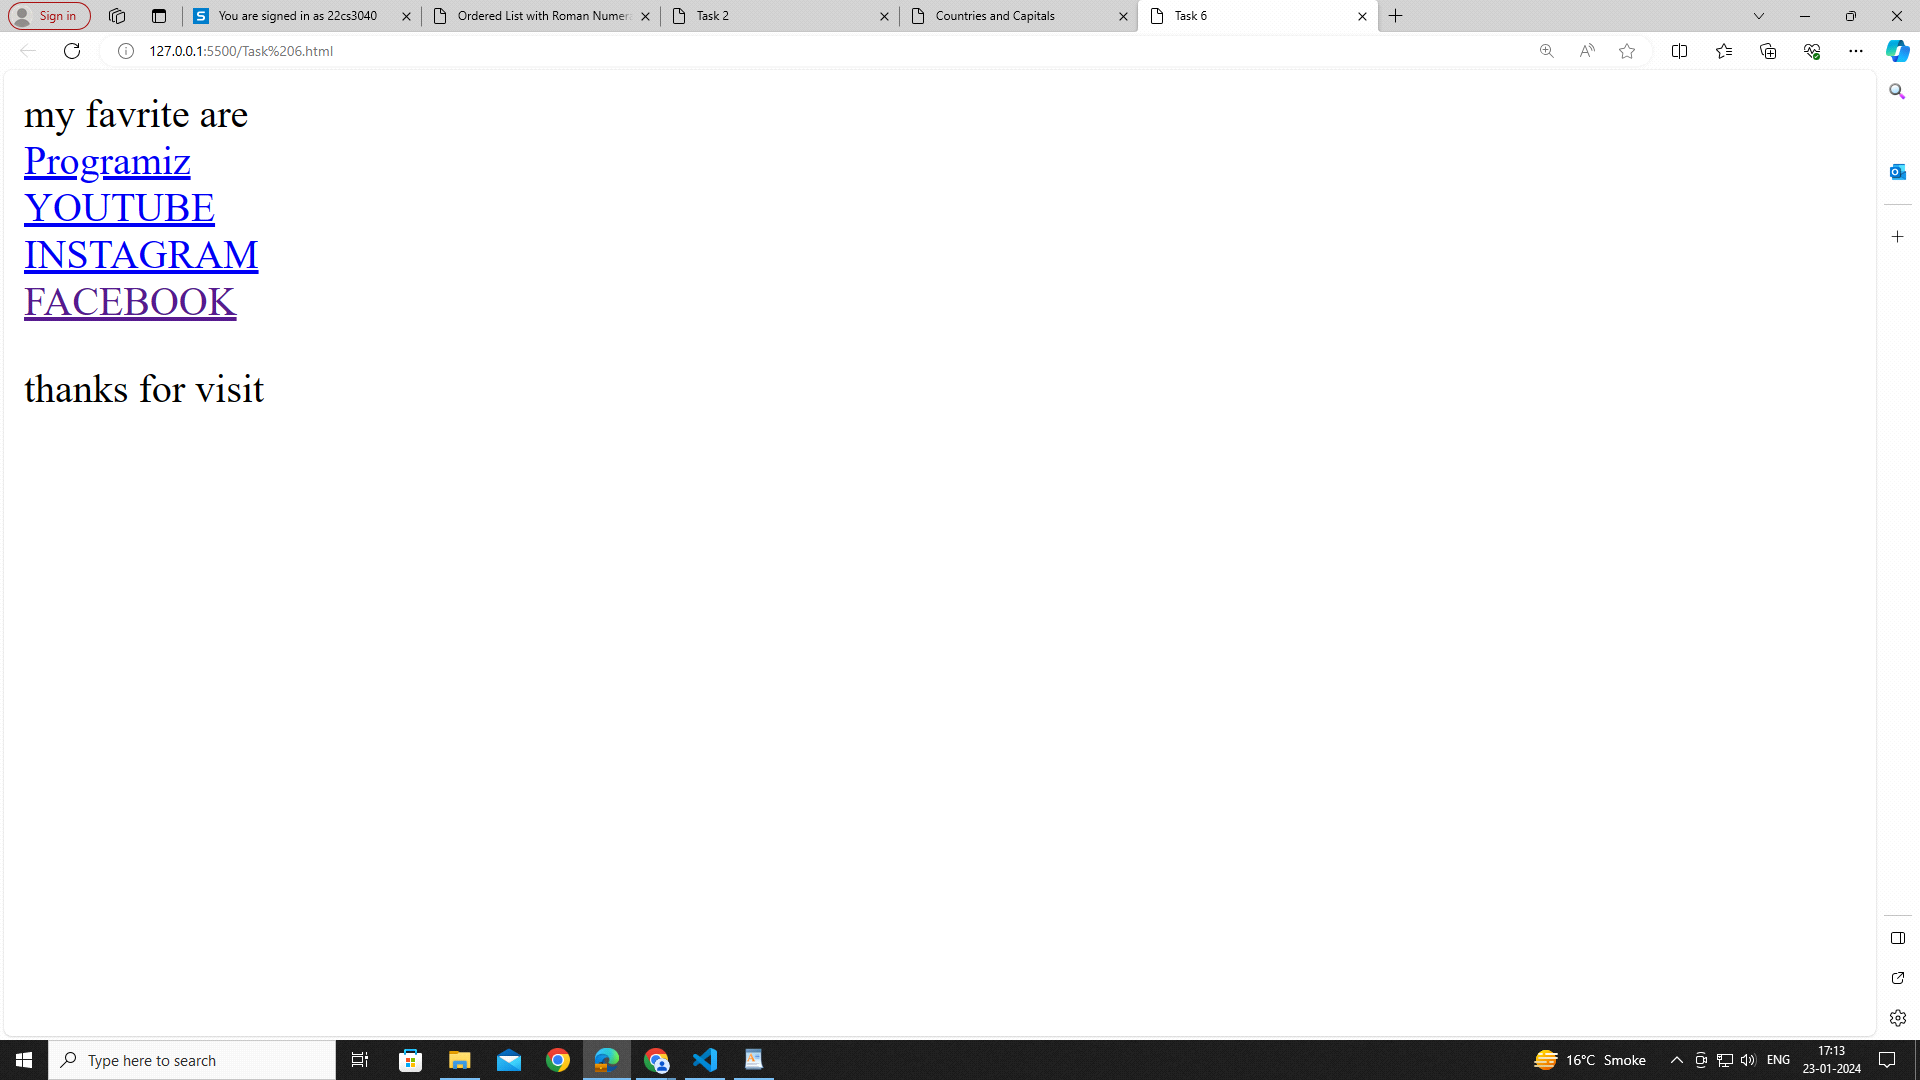 Sign in
You are signed in as 22cs3040
Ordered List with Roman Numera
Task 2
Countries and Capitals
Task 6
127.0.0.1:5500/Task%206.html
my favrite are
Programiz
YOUTUBE
INSTAGRAM
FACEBOOK
thanks for visit
Type here to search
16°C Smoke
ENG
17:13
23-01-2024